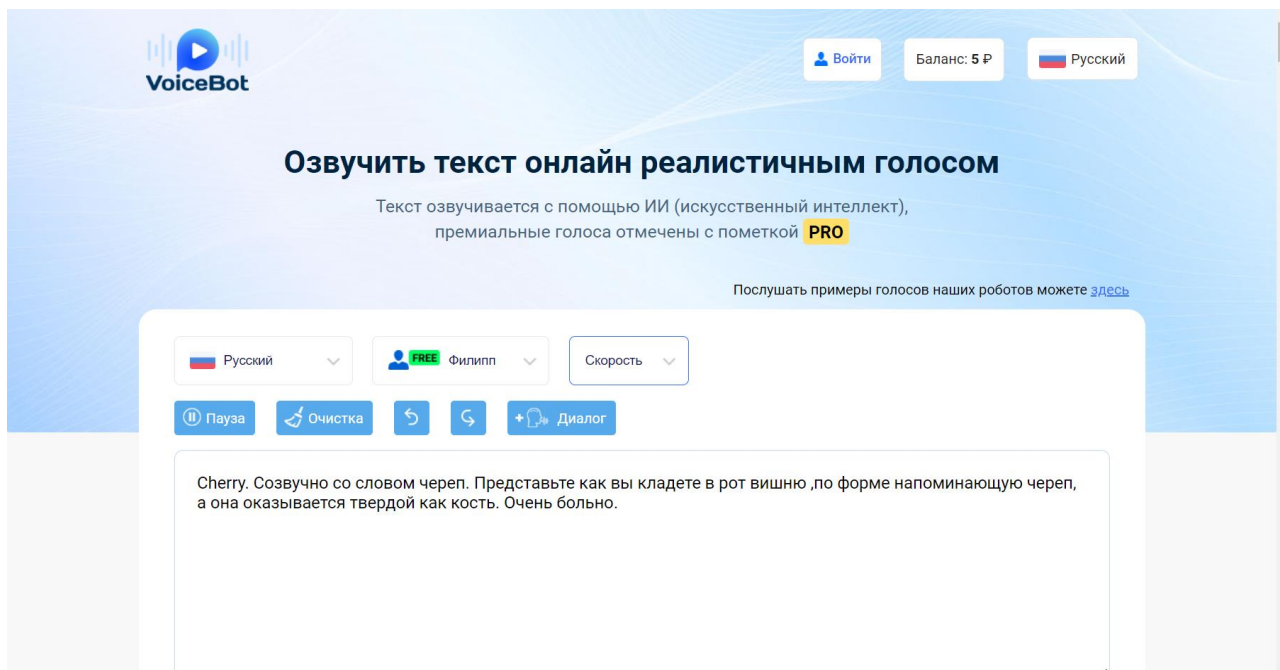 VoiceBot
Войти
Баланс: 5 ₽
Русский
Озвучить текст онлайн реалистичным голосом
Текст озвучивается с помощью ИИ (искусственный интеллект),
премиальные голоса отмечены с пометкой PRO
Послушать примеры голосов наших роботов можете здесь
Русский
FREE Филипп
Скорость
Пауза
Очистка
+ Диалог
Cherry. Созвучно со словом череп. Представьте как вы кладете в рот вишню ,по форме напоминающую череп,
а она оказывается твердой как кость. Очень больно.